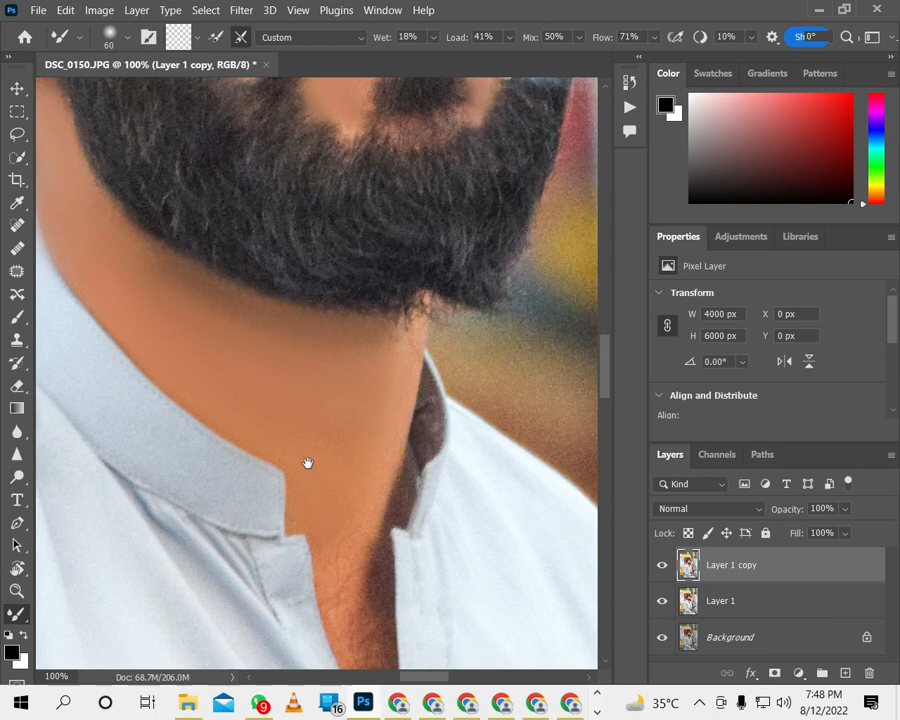 Ps File Edit Image Layer Type Select Filter 3D View Plugins Window Help
60 Custom Wet: 18% Load: 41% Mix: 50% Flow: 71% 10% 0°
DSC_0150.JPG @ 100% (Layer 1 copy, RGB/8) *
Color Swatches Gradients Patterns
Properties Adjustments Libraries
Pixel Layer
Transform
W 4000 px X 0 px
H 6000 px Y 0 px
0.00°
Align and Distribute
Align:
Layers Channels Paths
Kind
Normal Opacity: 100%
Lock: Fill: 100%
Layer 1 copy
Layer 1
Background
100% Doc: 68.7M/206.0M
9 16 Ps 35°C 7:48 PM
8/12/2022